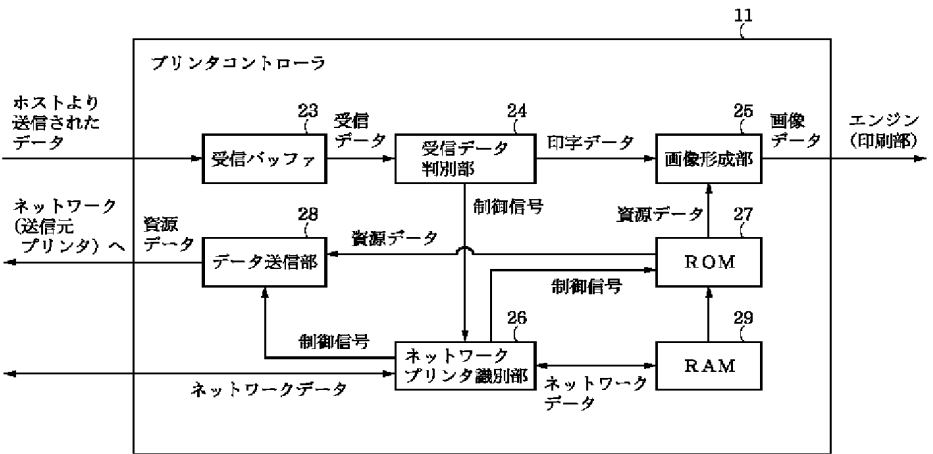 11
プリンタコントローラ
ホストより
送信された
データ
23
受信バッファ
受信
データ
24
受信データ
判別部
印字データ
25
画像形成部
画像
データ
エンジン
(印刷部)
制御信号
資源データ
ネットワーク
(送信元
プリンタ)へ
資源
データ
28
データ送信部
資源データ
27
ROM
制御信号
制御信号
26
ネットワーク
プリンタ識別部
29
RAM
ネットワークデータ
ネットワーク
データ